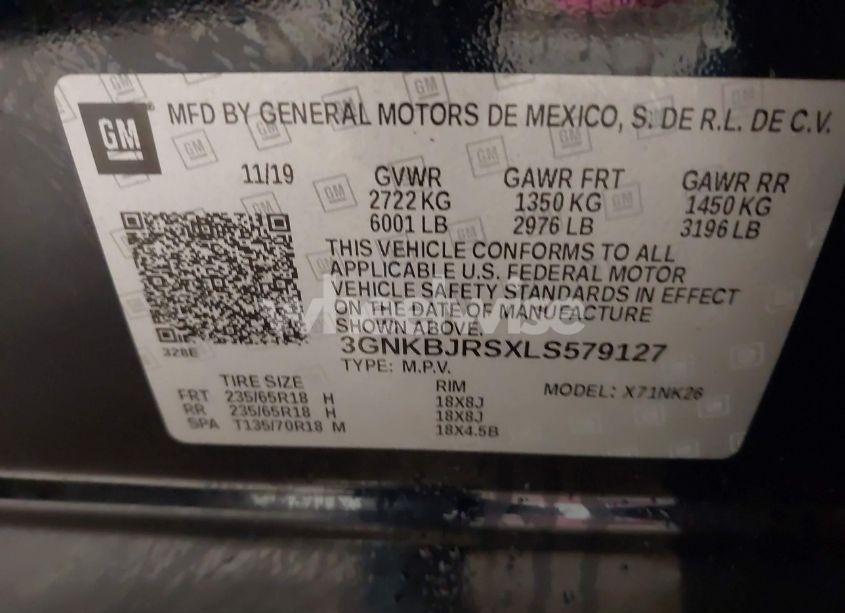 GM
MFD BY GENERAL MOTORS DE MEXICO, S. DE R.L. DE C.V.
11/19 GVWR GAWR FRT GAWR RR
2722 KG 1350 KG 1450 KG
6001 LB 2976 LB 3196 LB
THIS VEHICLE CONFORMS TO ALL
APPLICABLE U.S. FEDERAL MOTOR
VEHICLE SAFETY STANDARDS IN EFFECT
ON THE DATE OF MANUFACTURE
SHOWN ABOVE.
328E
3GNKBJRSXLS579127
TYPE: M.P.V.
TIRE SIZE RIM MODEL: X71NK26
FRT 235/65R18 H 18X8J
RR 235/65R18 H 18X8J
SPA T135/70R18 M 18X4.5B